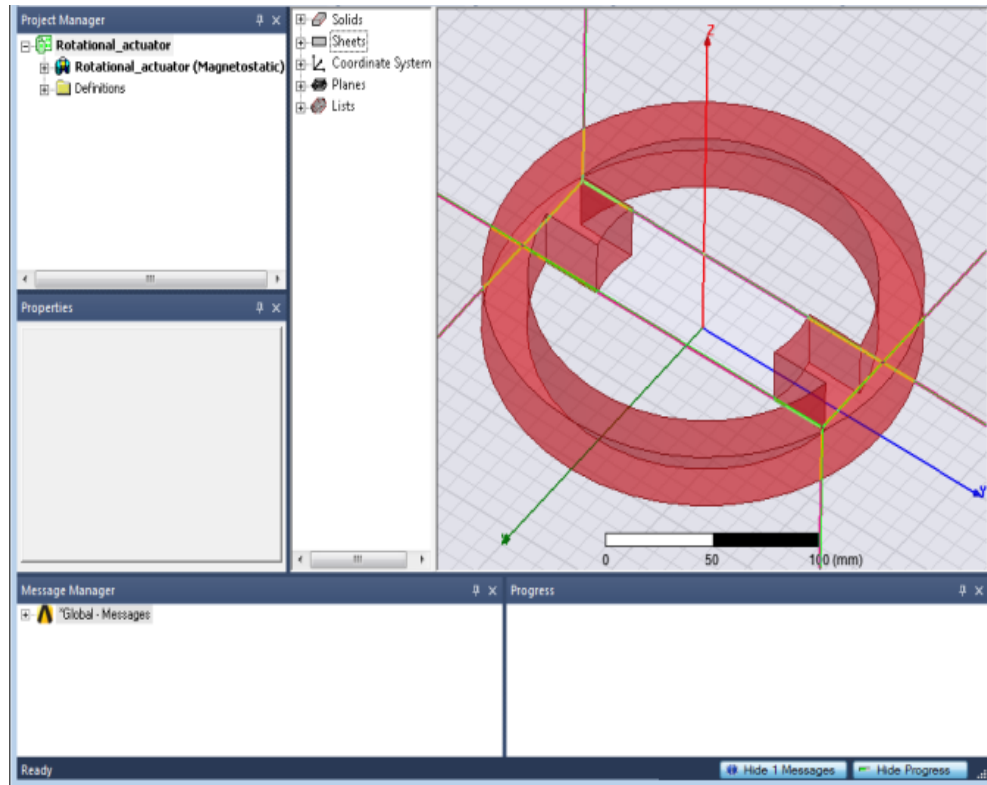 Project Manager
Rotational_actuator
Rotational_actuator (Magnetostatic)
Definitions
Solids
Sheets
Coordinate System
Planes
Lists
Properties
Z
Y
0 50 100 (mm)
Message Manager
*Global - Messages
Progress
Ready
Hide 1 Messages
Hide Progress